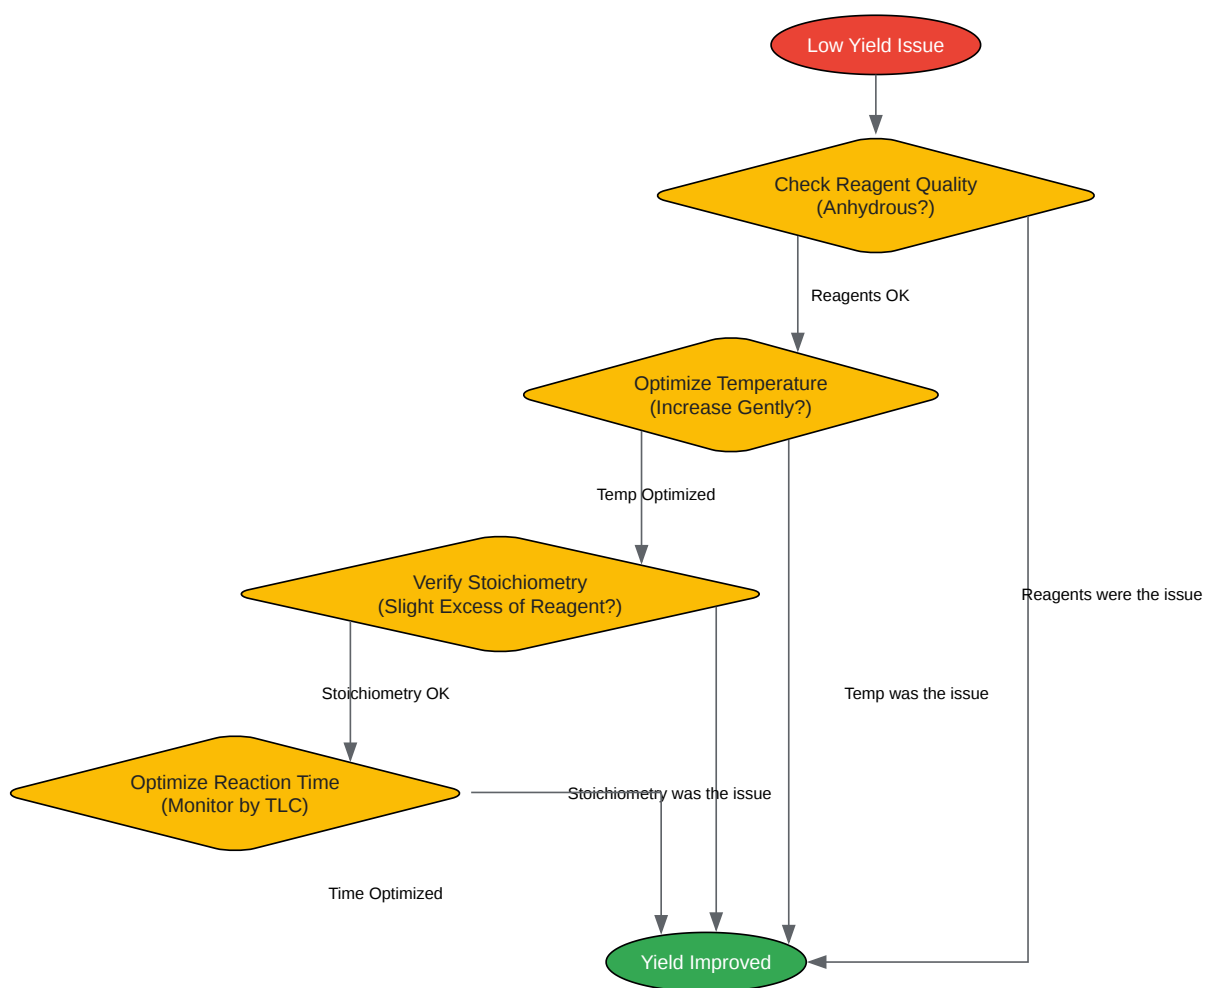 Low Yield Issue
Check Reagent Quality
(Anhydrous?)
Reagents OK
Optimize Temperature
(Increase Gently?)
Temp Optimized
Verify Stoichiometry
(Slight Excess of Reagent?)
Reagents were the issue
Stoichiometry OK
Temp was the issue
Optimize Reaction Time
(Monitor by TLC)
Stoichiometry was the issue
Time Optimized
Yield Improved